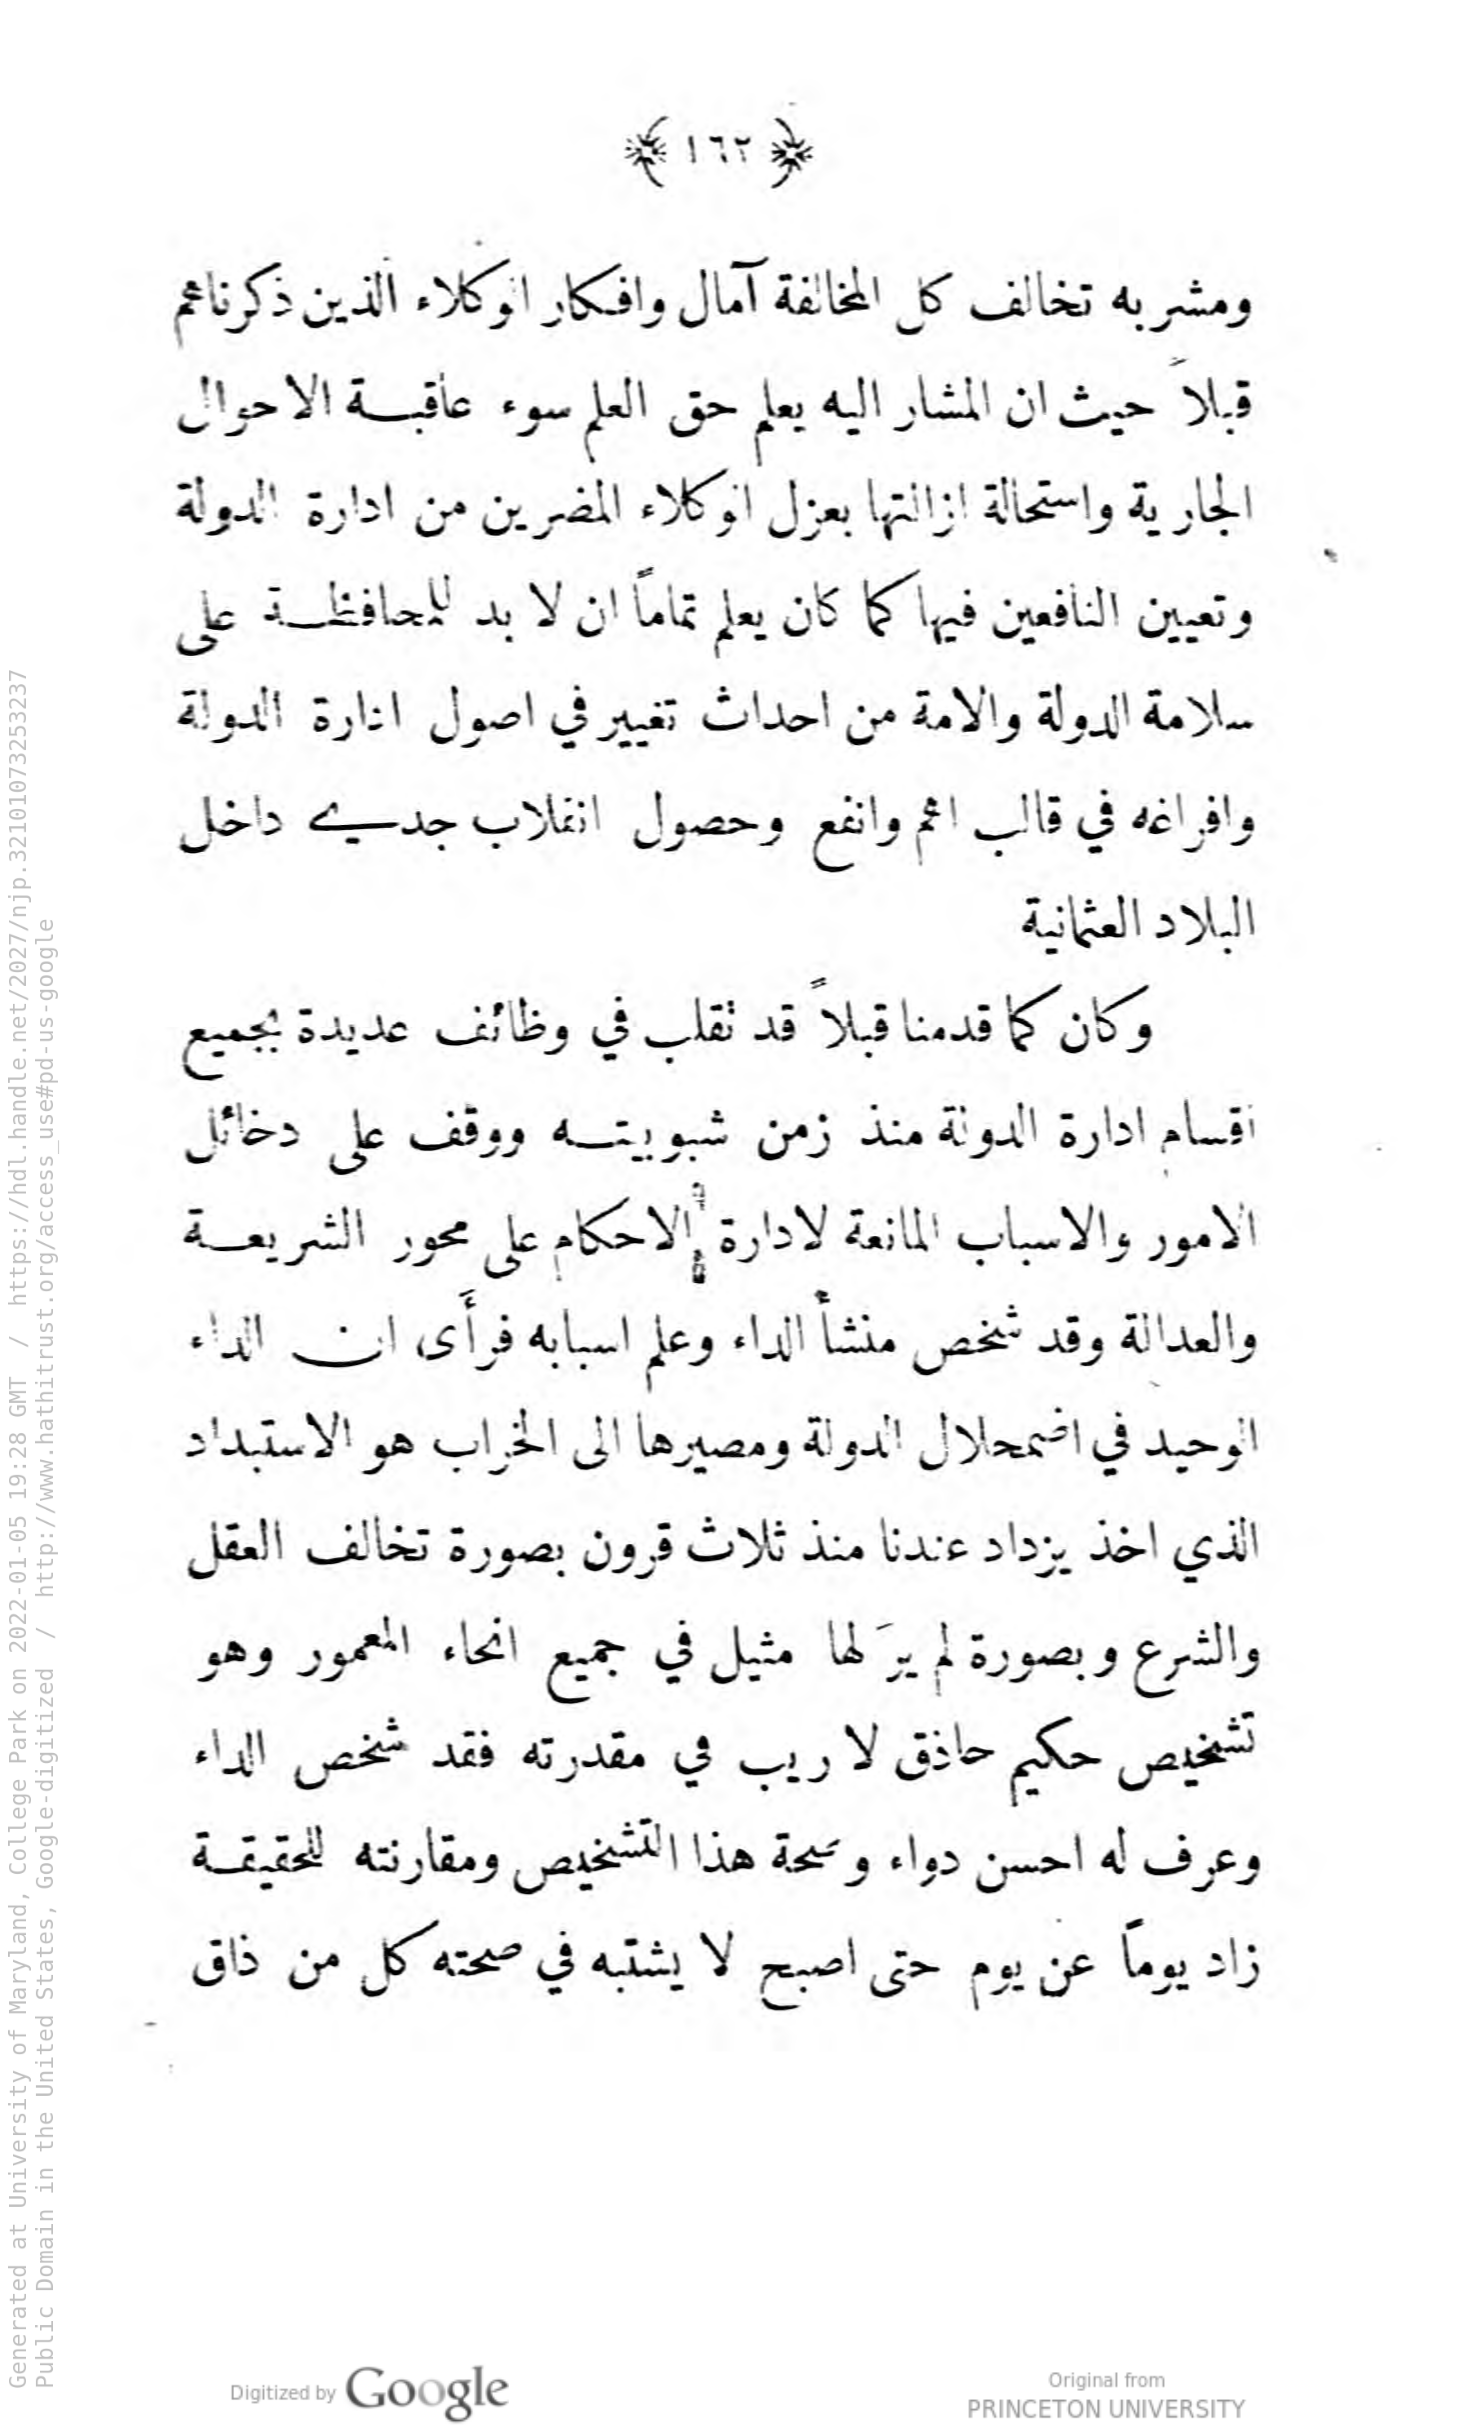 ﴿ ١٦٢ ﴾
ومشربه تخالف كل المخالفة آمال وافكار الوكلاء الذين ذكرناهم
قبلاً حيث ان المشار اليه يعلم حق العلم سوء عاقبة الاحوال
الجارية واستحالة ازالتها بعزل الوكلاء المضرين من ادارة الدولة
وتعيين النافعين فيها كما كان يعلم تماماً ان لا بد للمحافظة على
سلامة الدولة والامة من احداث تغيير في اصول ادارة الدولة
وافراغه في قالب اعم وانفع وحصول انقلاب جدي داخل
البلاد العثمانية
وكان كما قدمنا قبلاً قد تقلب في وظائف عديدة بجميع
اقسام ادارة الدولة منذ زمن شبوبيته ووقف على دخائل
الامور والاسباب المانعة لادارة الاحكام على محور الشريعة
والعدالة وقد شخص منشأ الداء وعلم اسبابه فرأَى ان الداء
الوحيد في اضمحلال الدولة ومصيرها الى الخراب هو الاستبداد
الذي اخذ يزداد عندنا منذ ثلاث قرون بصورة تخالف العقل
والشرع وبصورة لم يرَ لها مثيل في جميع انحاء المعمور وهو
تشخيص حكيم حاذق لا ريب في مقدرته فقد شخص الداء
وعرف له احسن دواء وصحة هذا التشخيص ومقارنته للحقيقة
زاد يوماً عن يوم حتى اصبح لا يشتبه في صحته كل من ذاق
Generated at University of Maryland, College Park on 2022-01-05 19:28 GMT / https://hdl.handle.net/2027/njp.32101073253237
Public Domain in the United States, Google-digitized / http://www.hathitrust.org/access_use#pd-us-google
Digitized by Google
Original from
PRINCETON UNIVERSITY